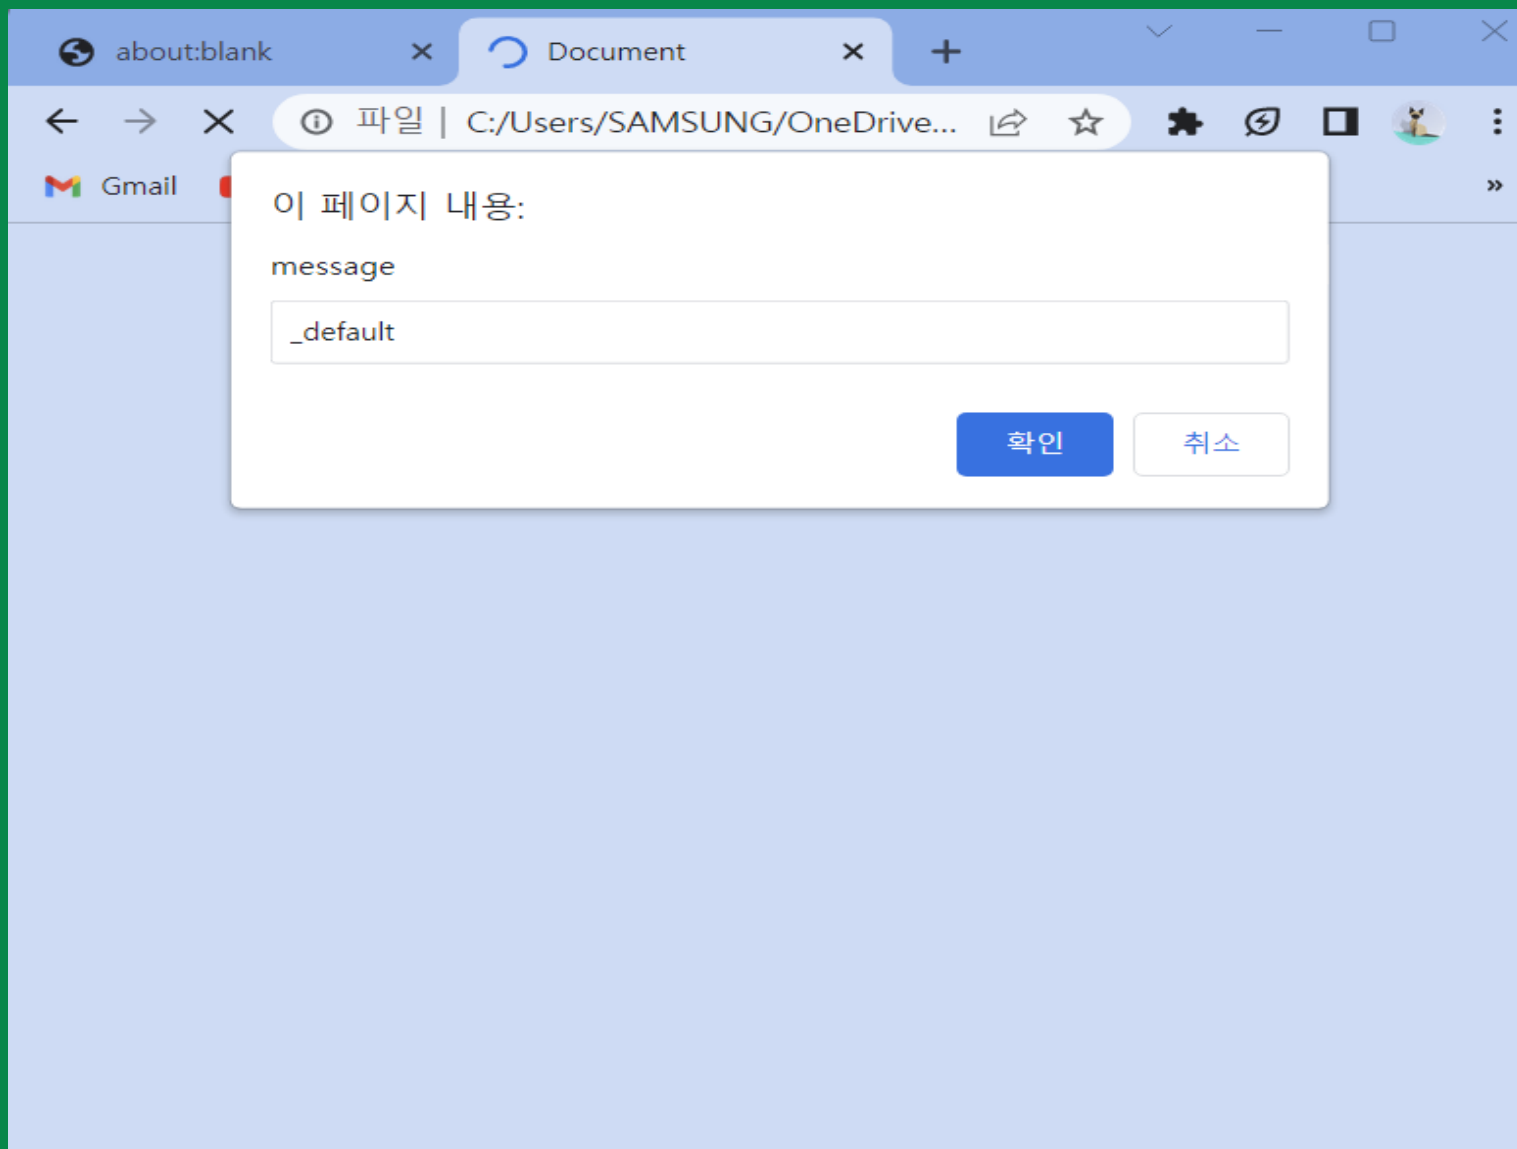 about:blank
Document
파일 | C:/Users/SAMSUNG/OneDrive...
Gmail
이 페이지 내용:
message
_default
확인
취소